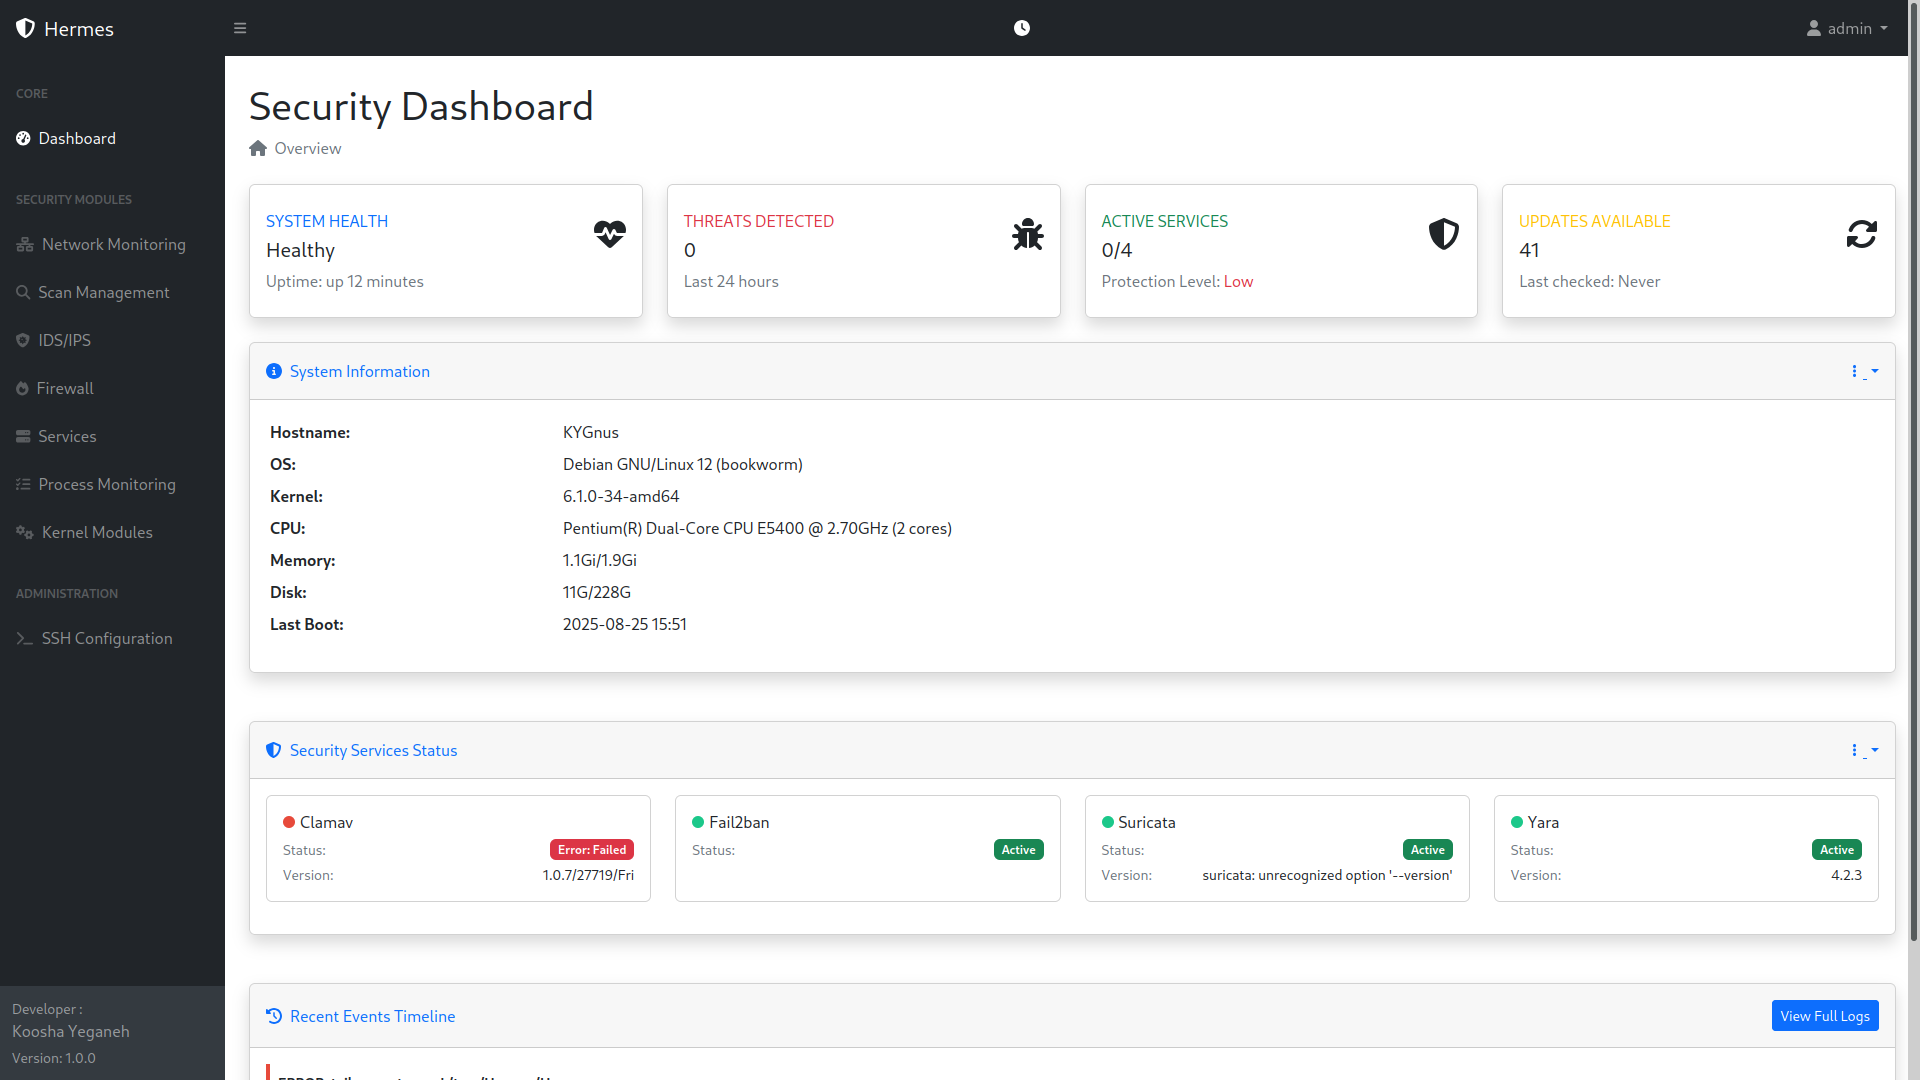 Hermes
admin
CORE
Dashboard
SECURITY MODULES
Network Monitoring
Scan Management
IDS/IPS
Firewall
Services
Process Monitoring
Kernel Modules
ADMINISTRATION
SSH Configuration
Developer :
Koosha Yeganeh
Version: 1.0.0
Security Dashboard
Overview
SYSTEM HEALTH
Healthy
Uptime: up 12 minutes
THREATS DETECTED
0
Last 24 hours
ACTIVE SERVICES
0/4
Protection Level: Low
UPDATES AVAILABLE
41
Last checked: Never
System Information
Hostname: KYGnus
OS: Debian GNU/Linux 12 (bookworm)
Kernel: 6.1.0-34-amd64
CPU: Pentium(R) Dual-Core CPU E5400 @ 2.70GHz (2 cores)
Memory: 1.1Gi/1.9Gi
Disk: 11G/228G
Last Boot: 2025-08-25 15:51
Security Services Status
Clamav
Status: Error: Failed
Version: 1.0.7/27719/Fri
Fail2ban
Status: Active
Suricata
Status: Active
Version: suricata: unrecognized option '--version'
Yara
Status: Active
Version: 4.2.3
Recent Events Timeline
View Full Logs